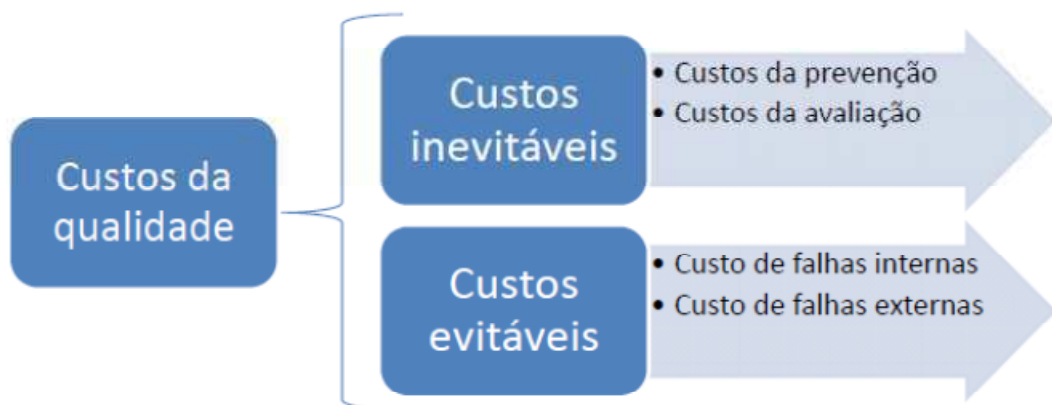 Custos da
qualidade
Custos
inevitáveis
• Custos da prevenção
• Custos da avaliação
Custos
evitáveis
• Custo de falhas internas
• Custo de falhas externas